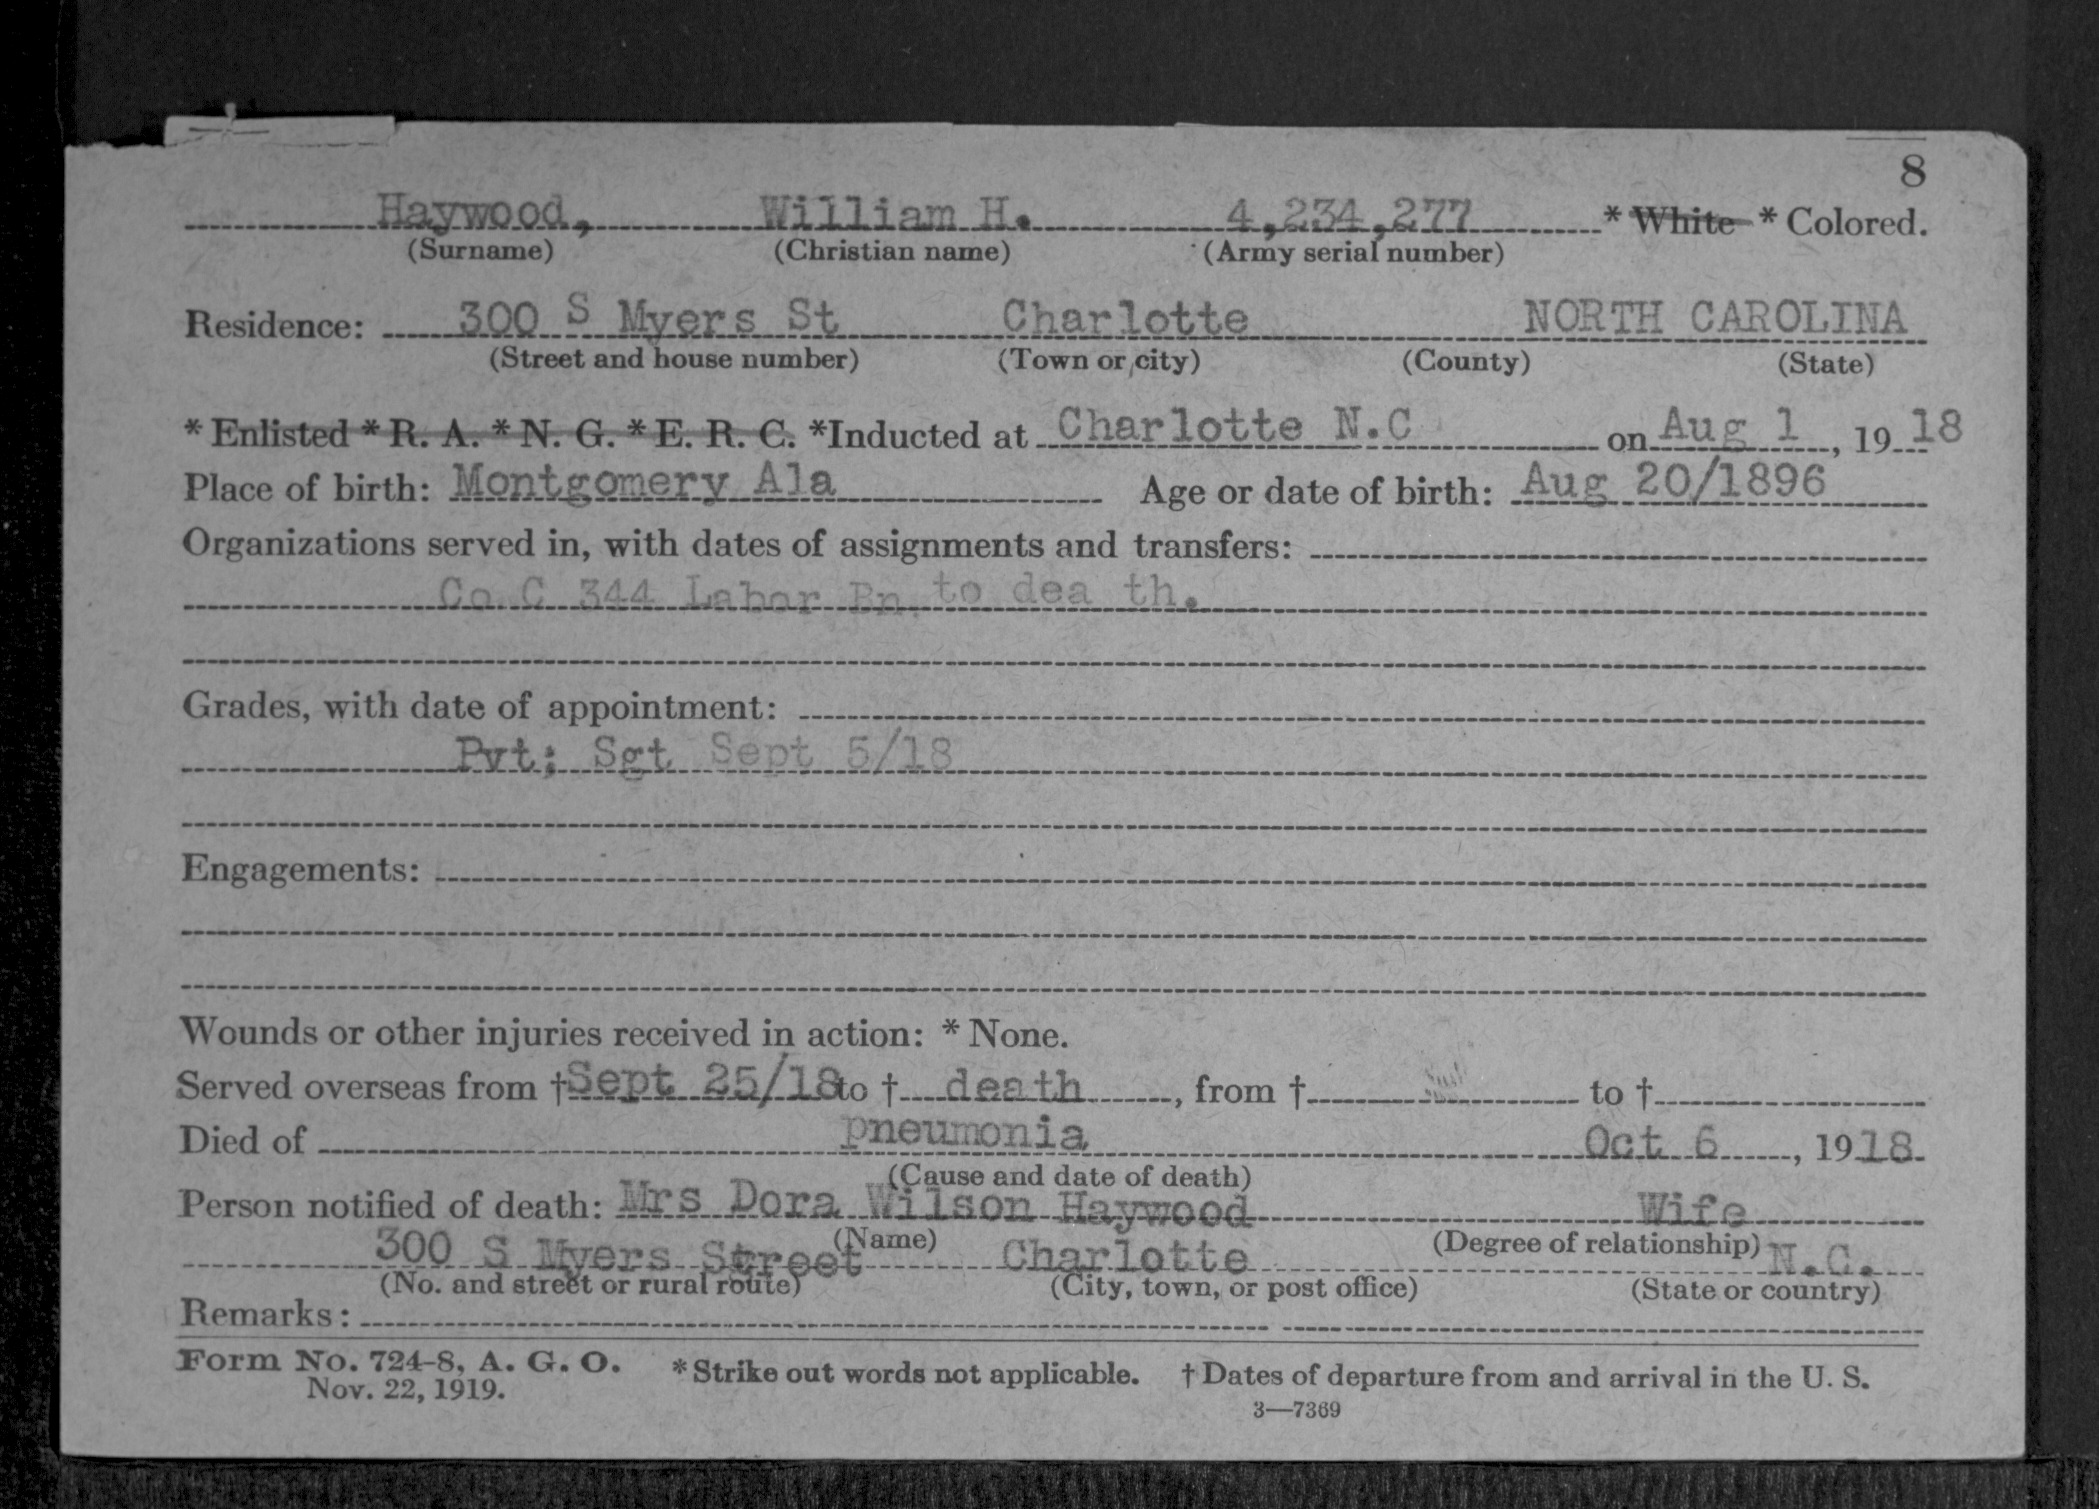 8
Haywood, William H. 4,234,277 * White * Colored.
(Surname) (Christian name) (Army serial number)
Residence: 300 S Myers St Charlotte NORTH CAROLINA
(Street and house number) (Town or city) (County) (State)
* Enlisted * R. A. * N. G. * E. R. C. *Inducted at Charlotte N.C on Aug 1, 1918
Place of birth: Montgomery Ala Age or date of birth: Aug 20/1896
Organizations served in, with dates of assignments and transfers:
Co C 344 Labor Bn to dea th.
Grades, with date of appointment:
Pvt; Sgt Sept 5/18
Engagements:
Wounds or other injuries received in action: * None.
Served overseas from †Sept 25/18 to † death, from † to †
Died of pneumonia Oct 6, 1918.
(Cause and date of death)
Person notified of death: Mrs Dora Wilson Haywood Wife
(Name) (Degree of relationship)
300 S Myers Street Charlotte N.C.
(No. and street or rural route) (City, town, or post office) (State or country)
Remarks:
Form No. 724-8, A. G. O. * Strike out words not applicable. † Dates of departure from and arrival in the U. S.
Nov. 22, 1919.
3—7369